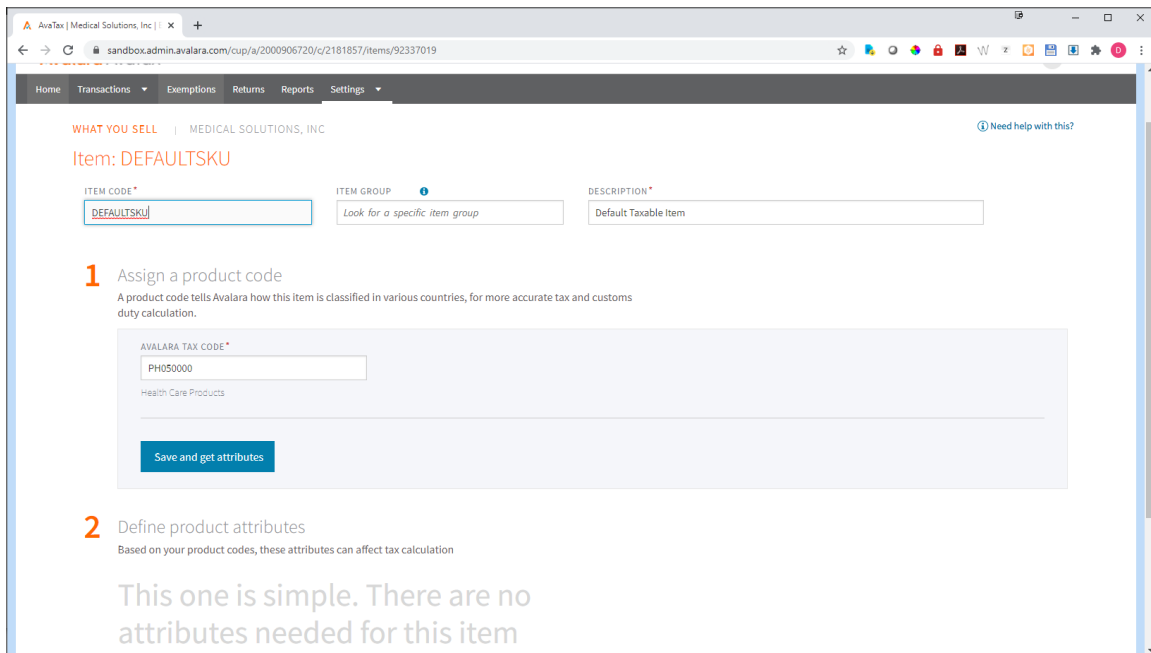 AvaTax | Medical Solutions, Inc |
sandbox.admin.avalara.com/cup/a/2000906720/c/2181857/items/92337019
Home Transactions Exemptions Returns Reports Settings
WHAT YOU SELL | MEDICAL SOLUTIONS, INC
Need help with this?
Item: DEFAULTSKU
ITEM CODE* ITEM GROUP DESCRIPTION*
DEFAULTSKU Look for a specific item group Default Taxable Item
1 Assign a product code
A product code tells Avalara how this item is classified in various countries, for more accurate tax and customs
duty calculation.
AVALARA TAX CODE*
PH050000
Health Care Products
Save and get attributes
2 Define product attributes
Based on your product codes, these attributes can affect tax calculation
This one is simple. There are no
attributes needed for this item